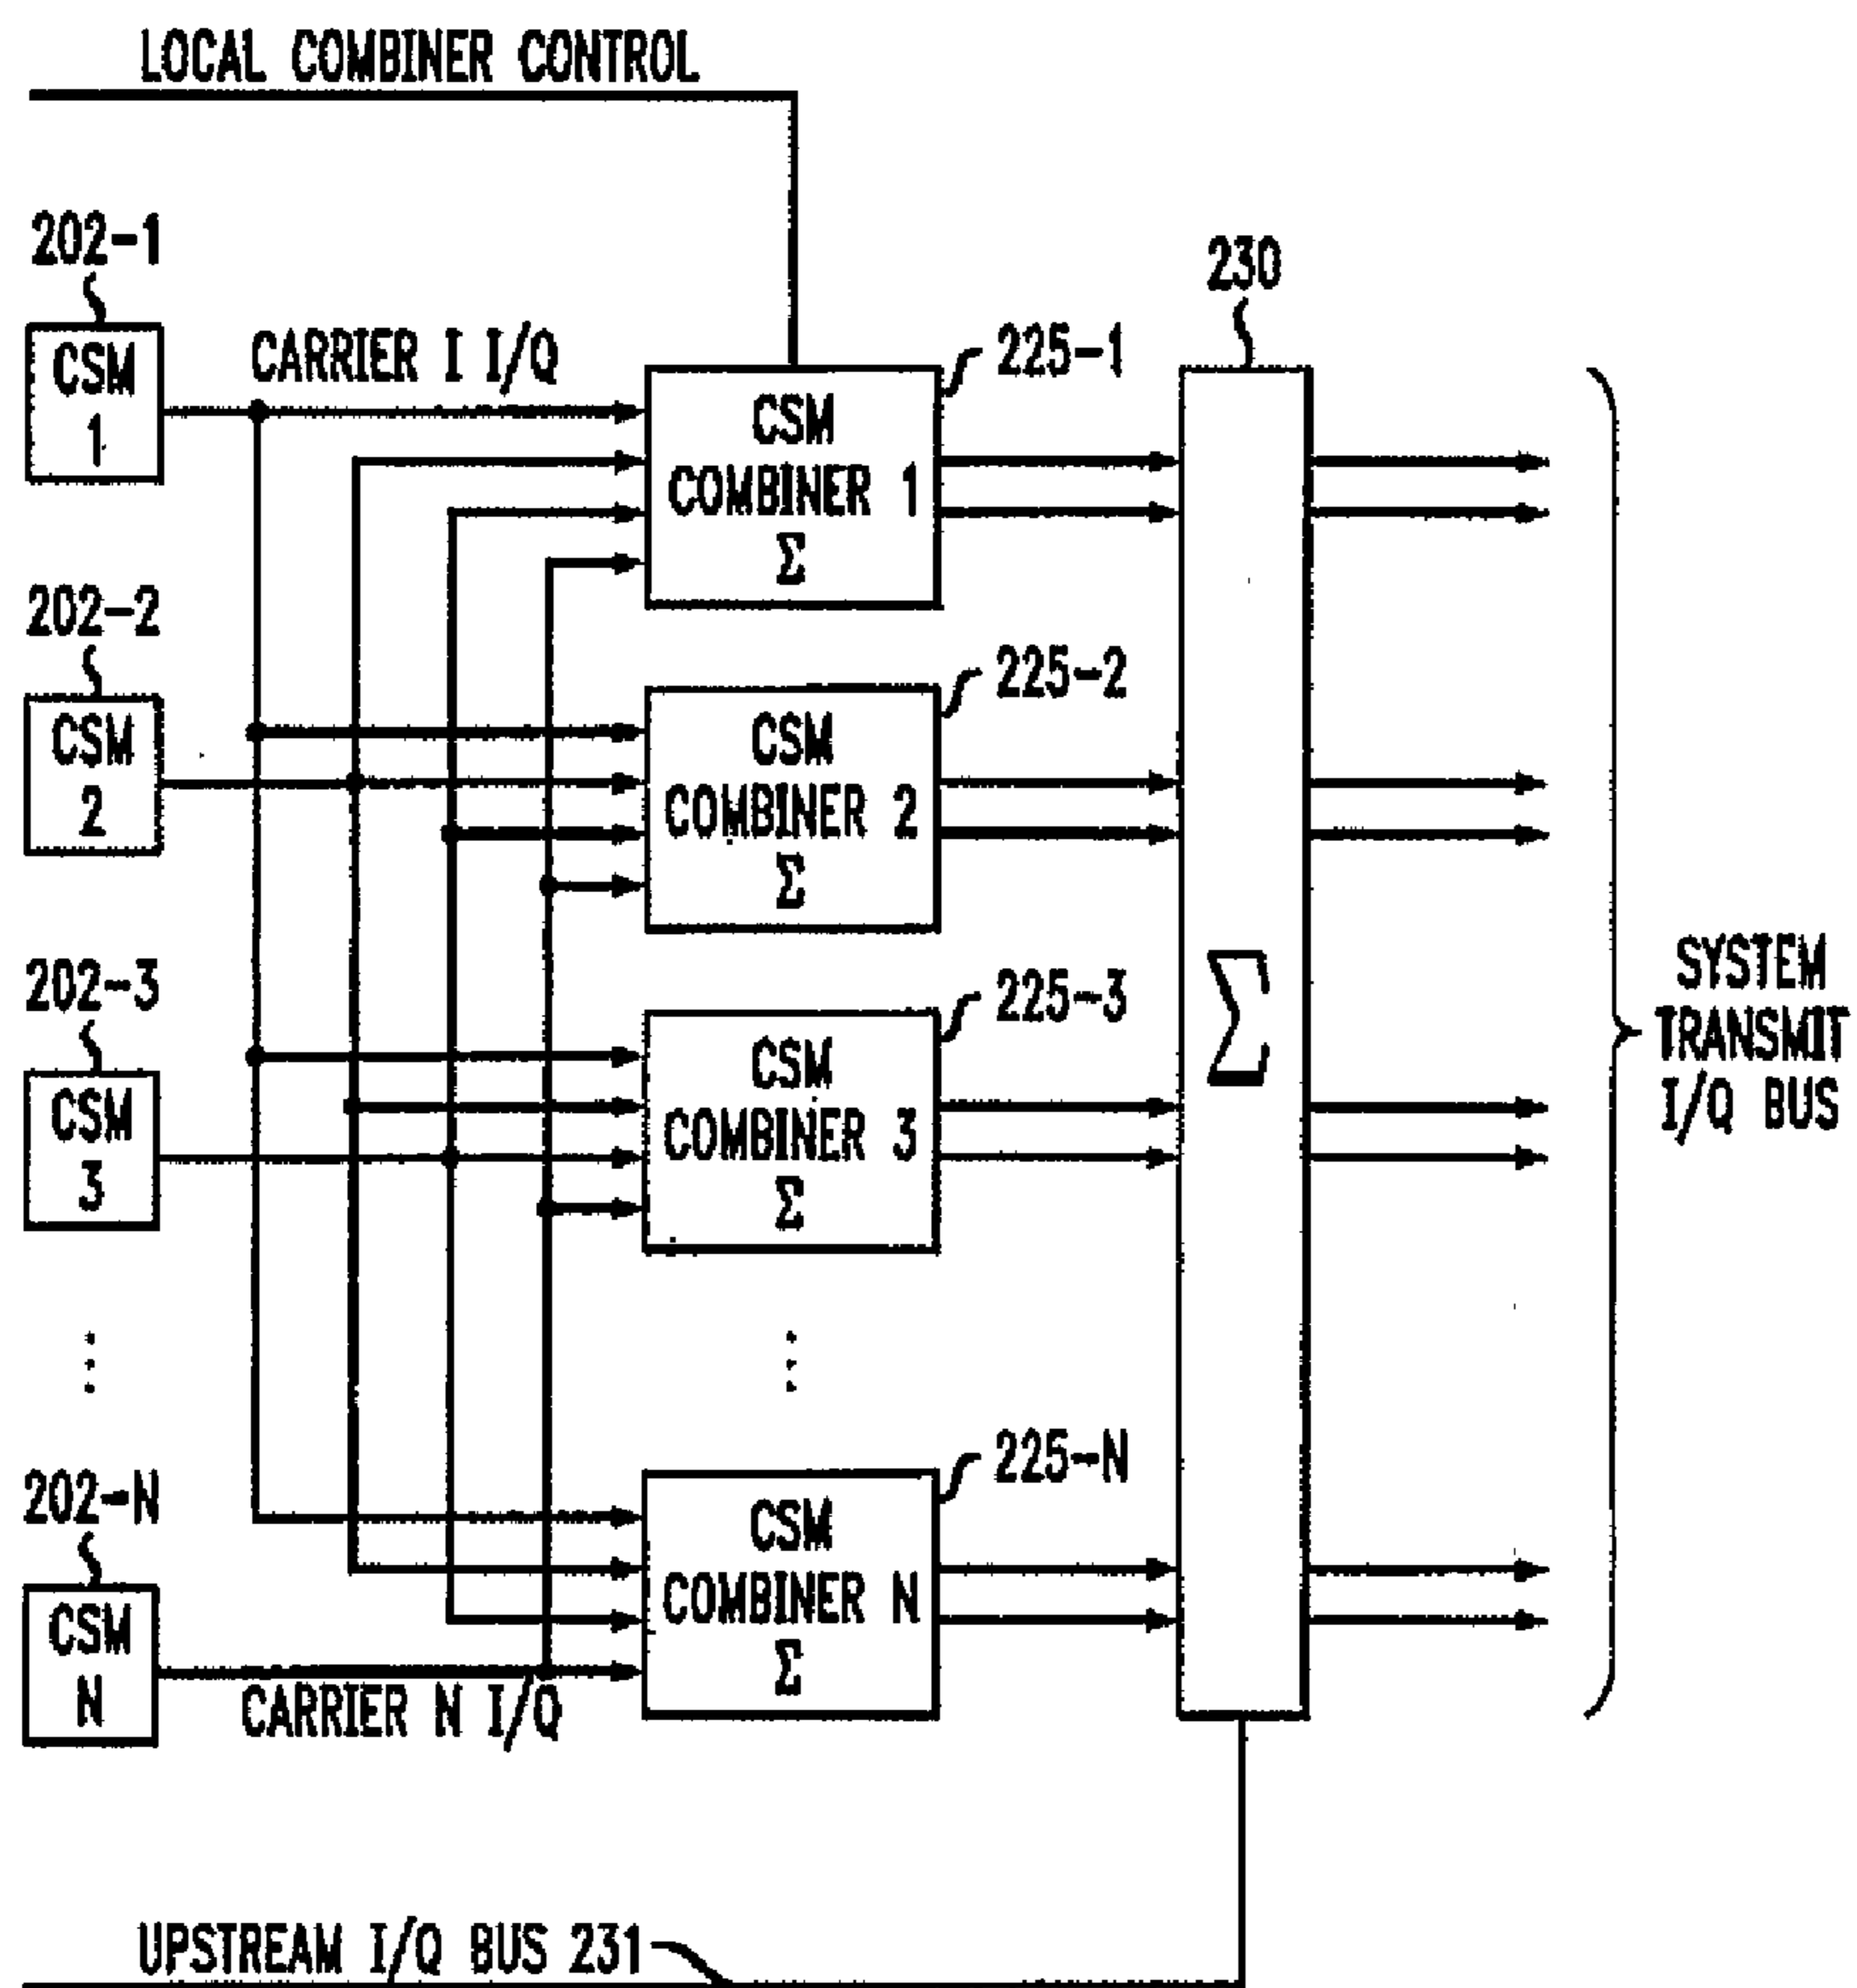 LOCAL COMBINER CONTROL
202-1
CSM
1
CARRIER I I/Q
225-1
CSM
COMBINER 1
Σ
230
202-2
CSM
2
225-2
CSM
COMBINER 2
Σ
202-3
CSM
3
225-3
CSM
COMBINER 3
Σ
Σ
SYSTEM
TRANSMIT
I/Q BUS
202-N
CSM
N
CARRIER N I/Q
225-N
CSM
COMBINER N
Σ
UPSTREAM I/Q BUS 231